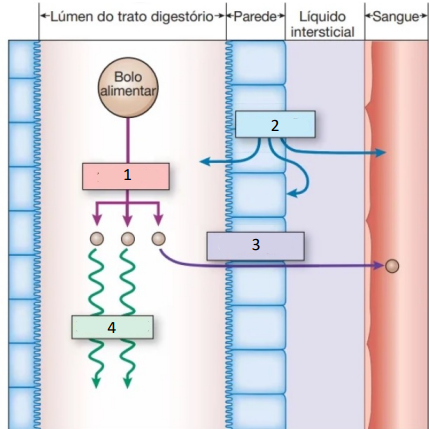 Lúmen do trato digestório
Parede
Líquido
intersticial
Sangue
Bolo
alimentar
2
1
3
4